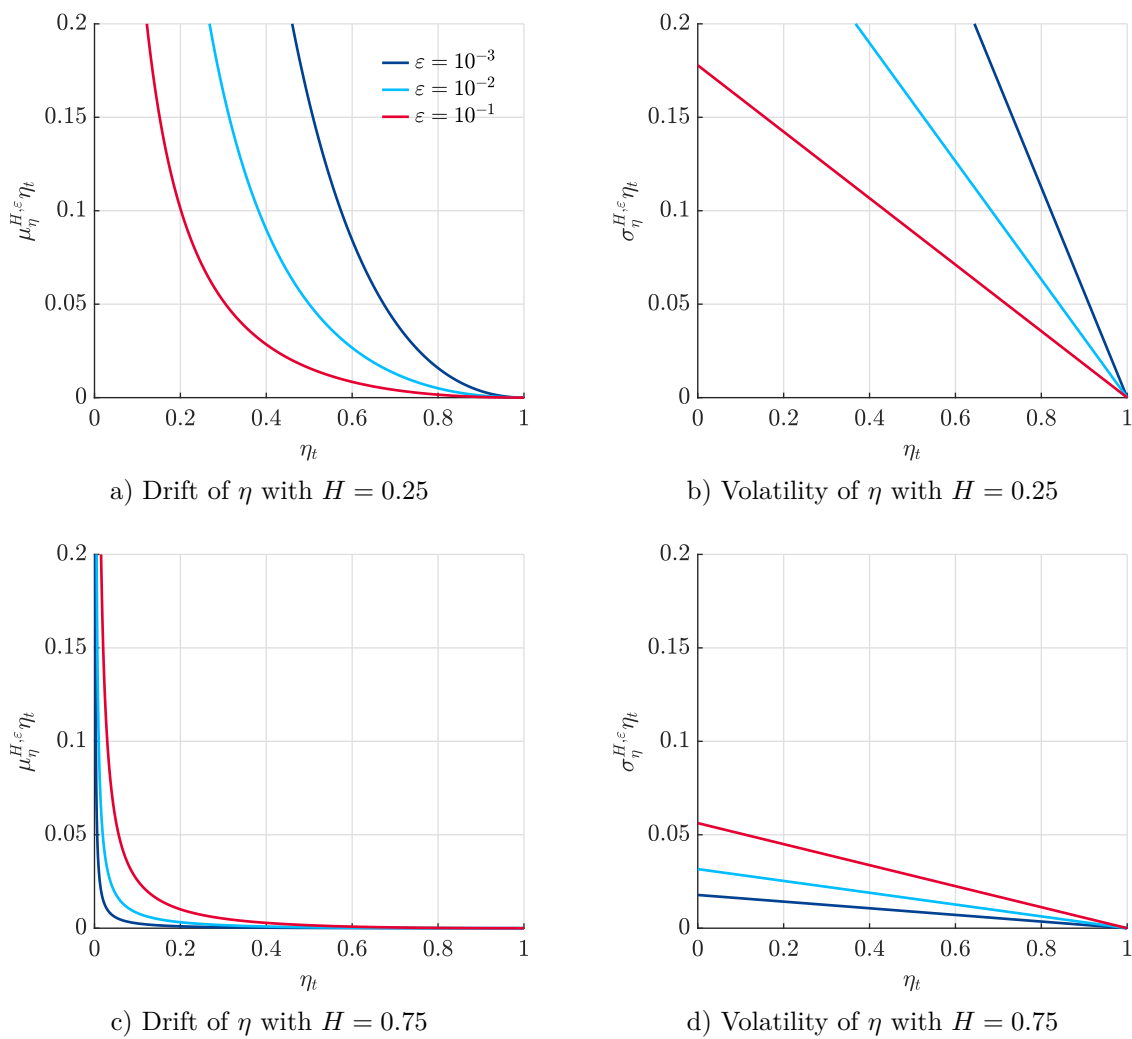 0.2
0.15
0.1
0.05
0
0 0.2 0.4 0.6 0.8 1
μ_η^{H,ε} η_t
η_t
ε = 10^{−3}
ε = 10^{−2}
ε = 10^{−1}
a) Drift of η with H = 0.25
0.2
0.15
0.1
0.05
0
0 0.2 0.4 0.6 0.8 1
σ_η^{H,ε} η_t
η_t
b) Volatility of η with H = 0.25
0.2
0.15
0.1
0.05
0
0 0.2 0.4 0.6 0.8 1
μ_η^{H,ε} η_t
η_t
c) Drift of η with H = 0.75
0.2
0.15
0.1
0.05
0
0 0.2 0.4 0.6 0.8 1
σ_η^{H,ε} η_t
η_t
d) Volatility of η with H = 0.75